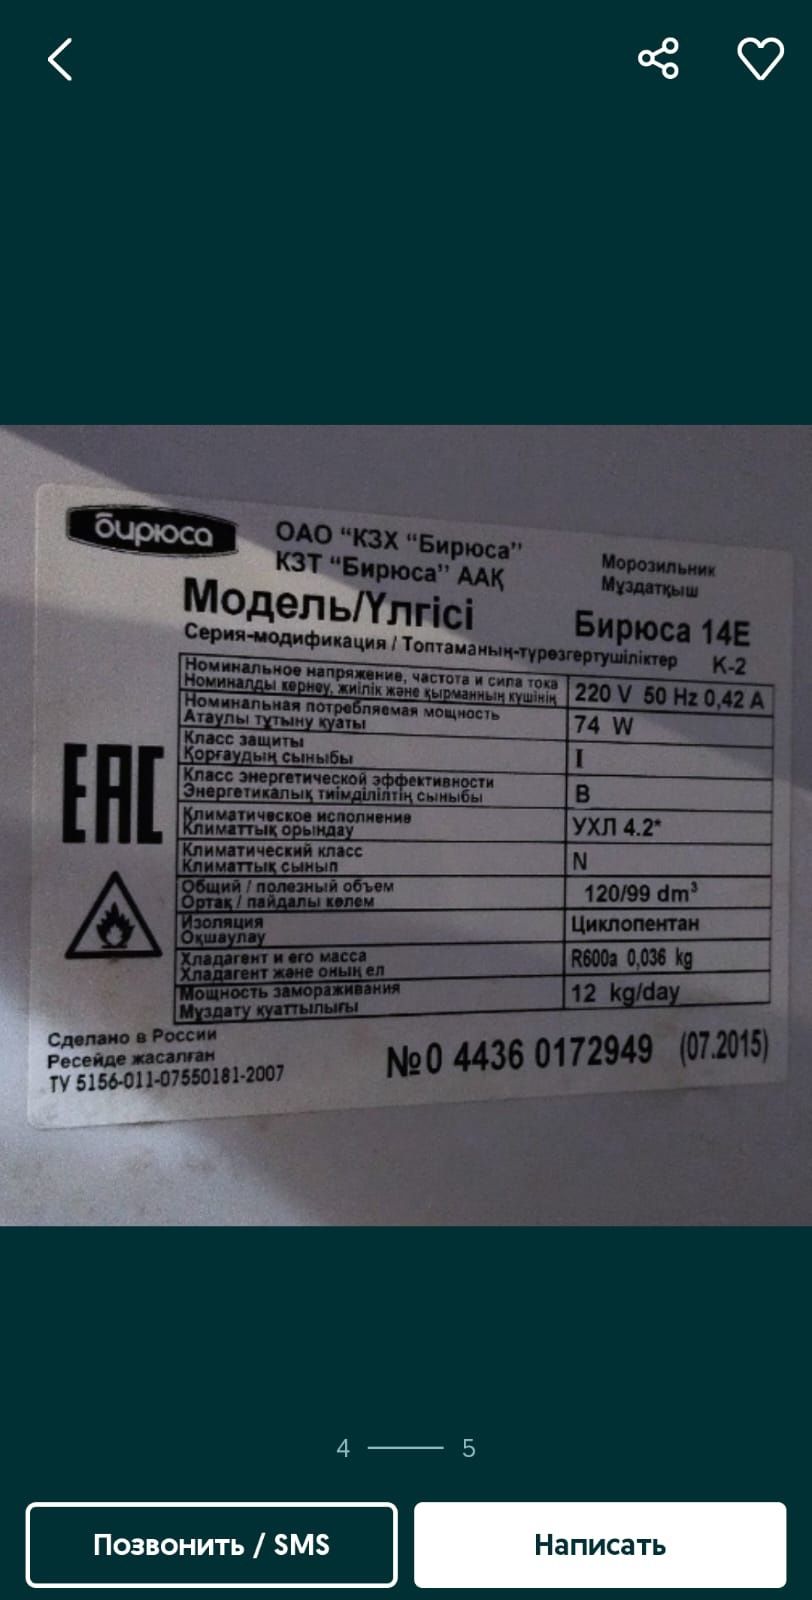 бирюса
ОАО "КЗХ "Бирюса"
КЗТ "Бирюса" ААҚ
Морозильник
Мұздатқыш
Модель/Үлгісі
Бирюса 14Е
Серия-модификация / Топтаманың-түрөзгертушіліктер К-2
Номинальное напряжение, частота и сила тока
Номиналды кернеу, жиілік және қырманның күшінің
220 V 50 Hz 0,42 A
Номинальная потребляемая мощность
Атаулы тұтыну қуаты
74 W
Класс защиты
Қорғаудың сыныбы
I
Класс энергетической эффективности
Энергетикалық тиімділілтің сыныбы
B
Климатическое исполнение
Климаттық орындау
УХЛ 4.2*
Климатический класс
Климаттық сынып
N
Общий / полезный объем
Ортақ / пайдалы көлем
120/99 dm³
Изоляция
Оқшаулау
Циклопентан
Хладагент и его масса
Хладагент және оның ел
R600a 0,036 kg
Мощность замораживания
Мұздату қуаттылығы
12 kg/day
EAC
Сделано в России
Ресейде жасалған
ТУ 5156-011-07550181-2007
№0 4436 0172949 (07.2015)
4 5
Позвонить / SMS
Написать